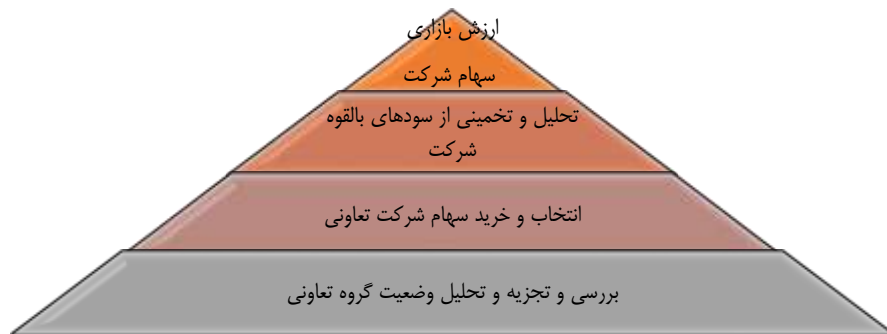 ارزش بازاری
سهام شرکت
تحلیل و تخمینی از سودهای بالقوه
شرکت
انتخاب و خرید سهام شرکت تعاونی
بررسی و تجزیه و تحلیل وضعیت گروه تعاونی